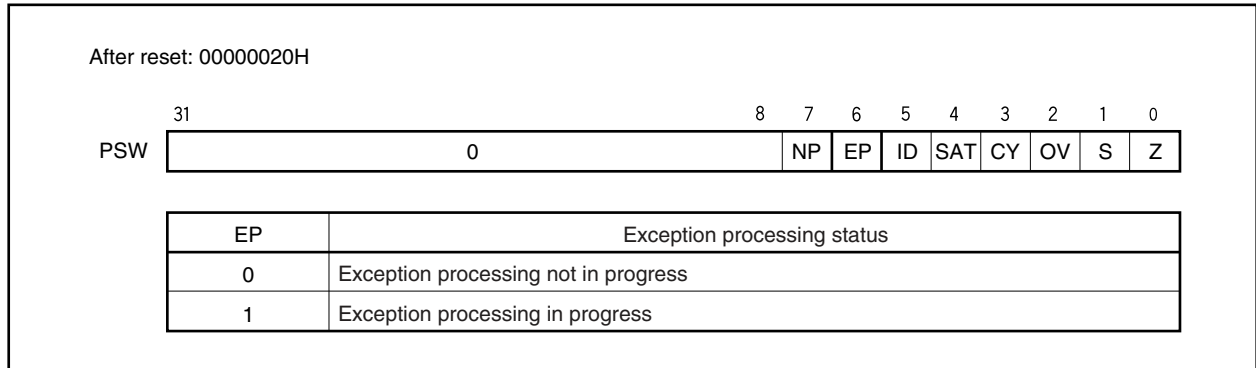 After reset: 00000020H
31 8 7 6 5 4 3 2 1 0
PSW 0 NP EP ID SAT CY OV S Z
EP Exception processing status
0 Exception processing not in progress
1 Exception processing in progress